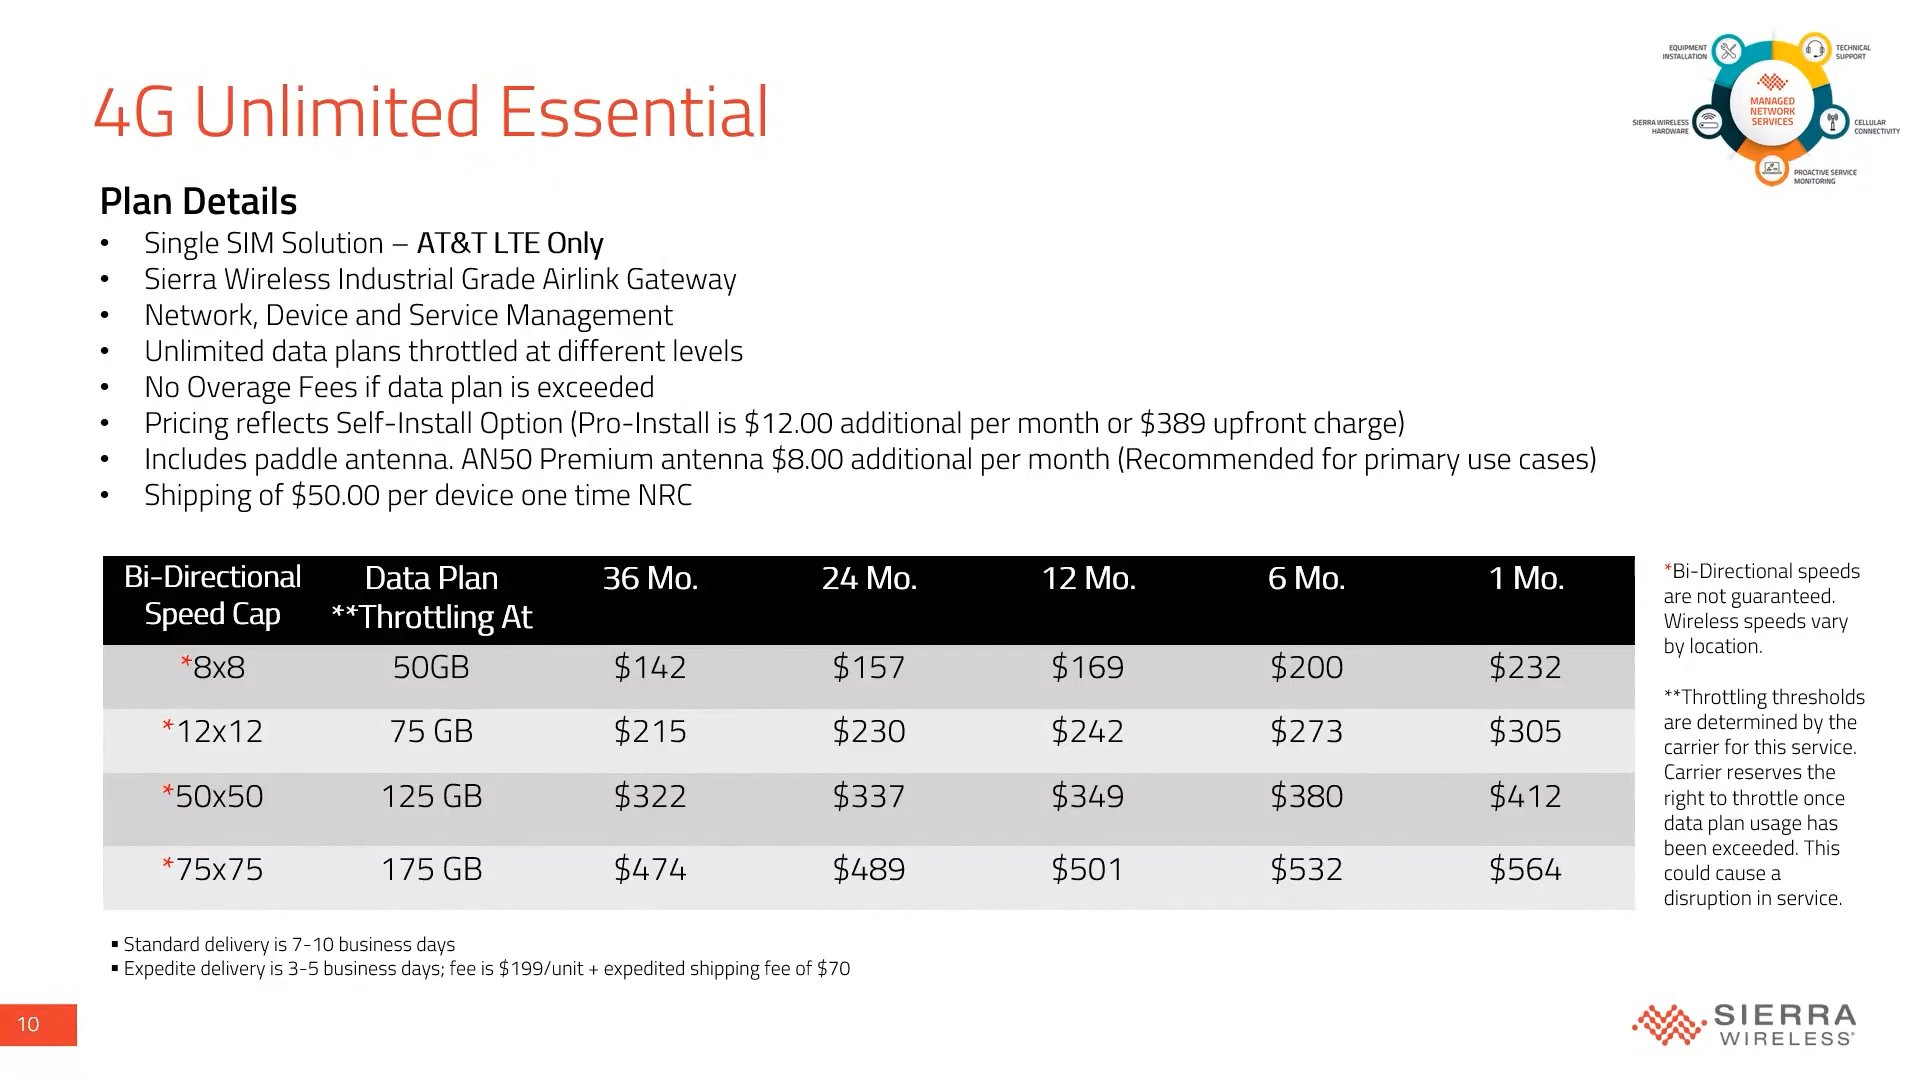 EQUIPMENT
INSTALLATION
TECHNICAL
SUPPORT
MANAGED
NETWORK
SERVICES
SIERRA WIRELESS
HARDWARE
CELLULAR
CONNECTIVITY
PROACTIVE SERVICE
MONITORING
4G Unlimited Essential
Plan Details
• Single SIM Solution – AT&T LTE Only
• Sierra Wireless Industrial Grade Airlink Gateway
• Network, Device and Service Management
• Unlimited data plans throttled at different levels
• No Overage Fees if data plan is exceeded
• Pricing reflects Self-Install Option (Pro-Install is $12.00 additional per month or $389 upfront charge)
• Includes paddle antenna. AN50 Premium antenna $8.00 additional per month (Recommended for primary use cases)
• Shipping of $50.00 per device one time NRC
Bi-Directional Speed Cap Data Plan **Throttling At 36 Mo. 24 Mo. 12 Mo. 6 Mo. 1 Mo.
*8x8 50GB $142 $157 $169 $200 $232
*12x12 75 GB $215 $230 $242 $273 $305
*50x50 125 GB $322 $337 $349 $380 $412
*75x75 175 GB $474 $489 $501 $532 $564
*Bi-Directional speeds
are not guaranteed.
Wireless speeds vary
by location.
**Throttling thresholds
are determined by the
carrier for this service.
Carrier reserves the
right to throttle once
data plan usage has
been exceeded. This
could cause a
disruption in service.
▪ Standard delivery is 7-10 business days
▪ Expedite delivery is 3-5 business days; fee is $199/unit + expedited shipping fee of $70
10
SIERRA
WIRELESS®